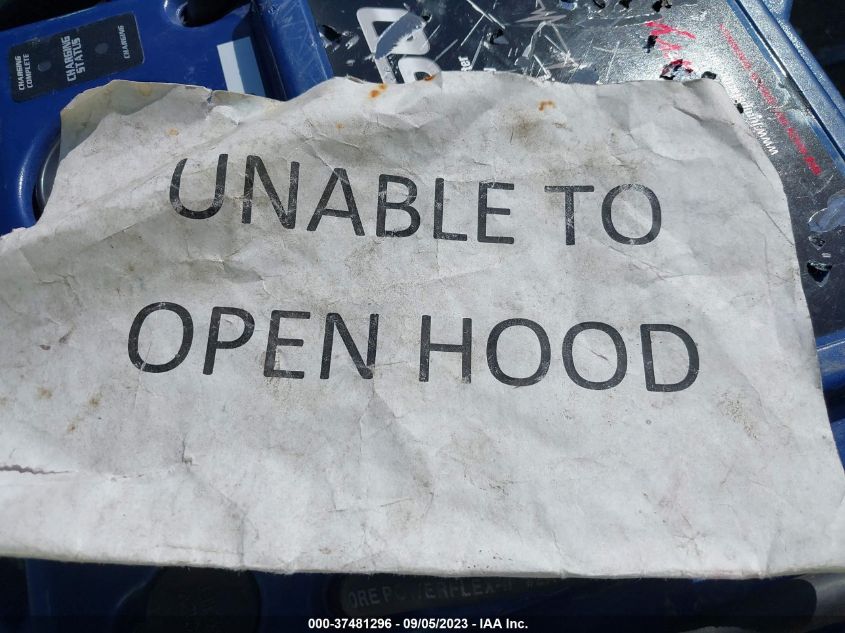 CHARGING
COMPLETE
CHARGING
STATUS
CHARGING
UNABLE TO
OPEN HOOD
000-37481296 - 09/05/2023 - IAA Inc.